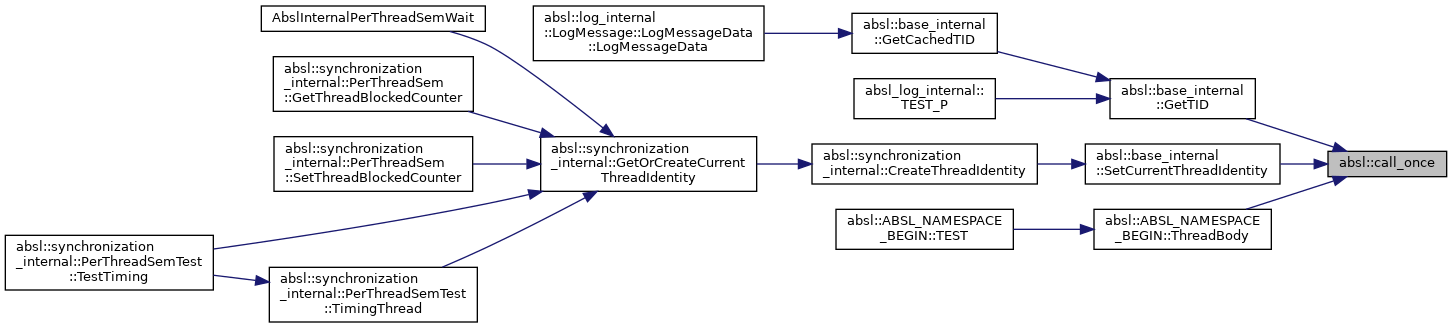 AbslInternalPerThreadSemWait
absl::log_internal
::LogMessage::LogMessageData
::LogMessageData
absl::base_internal
::GetCachedTID
absl::synchronization
_internal::PerThreadSem
::GetThreadBlockedCounter
absl_log_internal::
TEST_P
absl::base_internal
::GetTID
absl::synchronization
_internal::PerThreadSem
::SetThreadBlockedCounter
absl::synchronization
_internal::GetOrCreateCurrent
ThreadIdentity
absl::synchronization
_internal::CreateThreadIdentity
absl::base_internal
::SetCurrentThreadIdentity
absl::call_once
absl::ABSL_NAMESPACE
_BEGIN::TEST
absl::ABSL_NAMESPACE
_BEGIN::ThreadBody
absl::synchronization
_internal::PerThreadSemTest
::TestTiming
absl::synchronization
_internal::PerThreadSemTest
::TimingThread